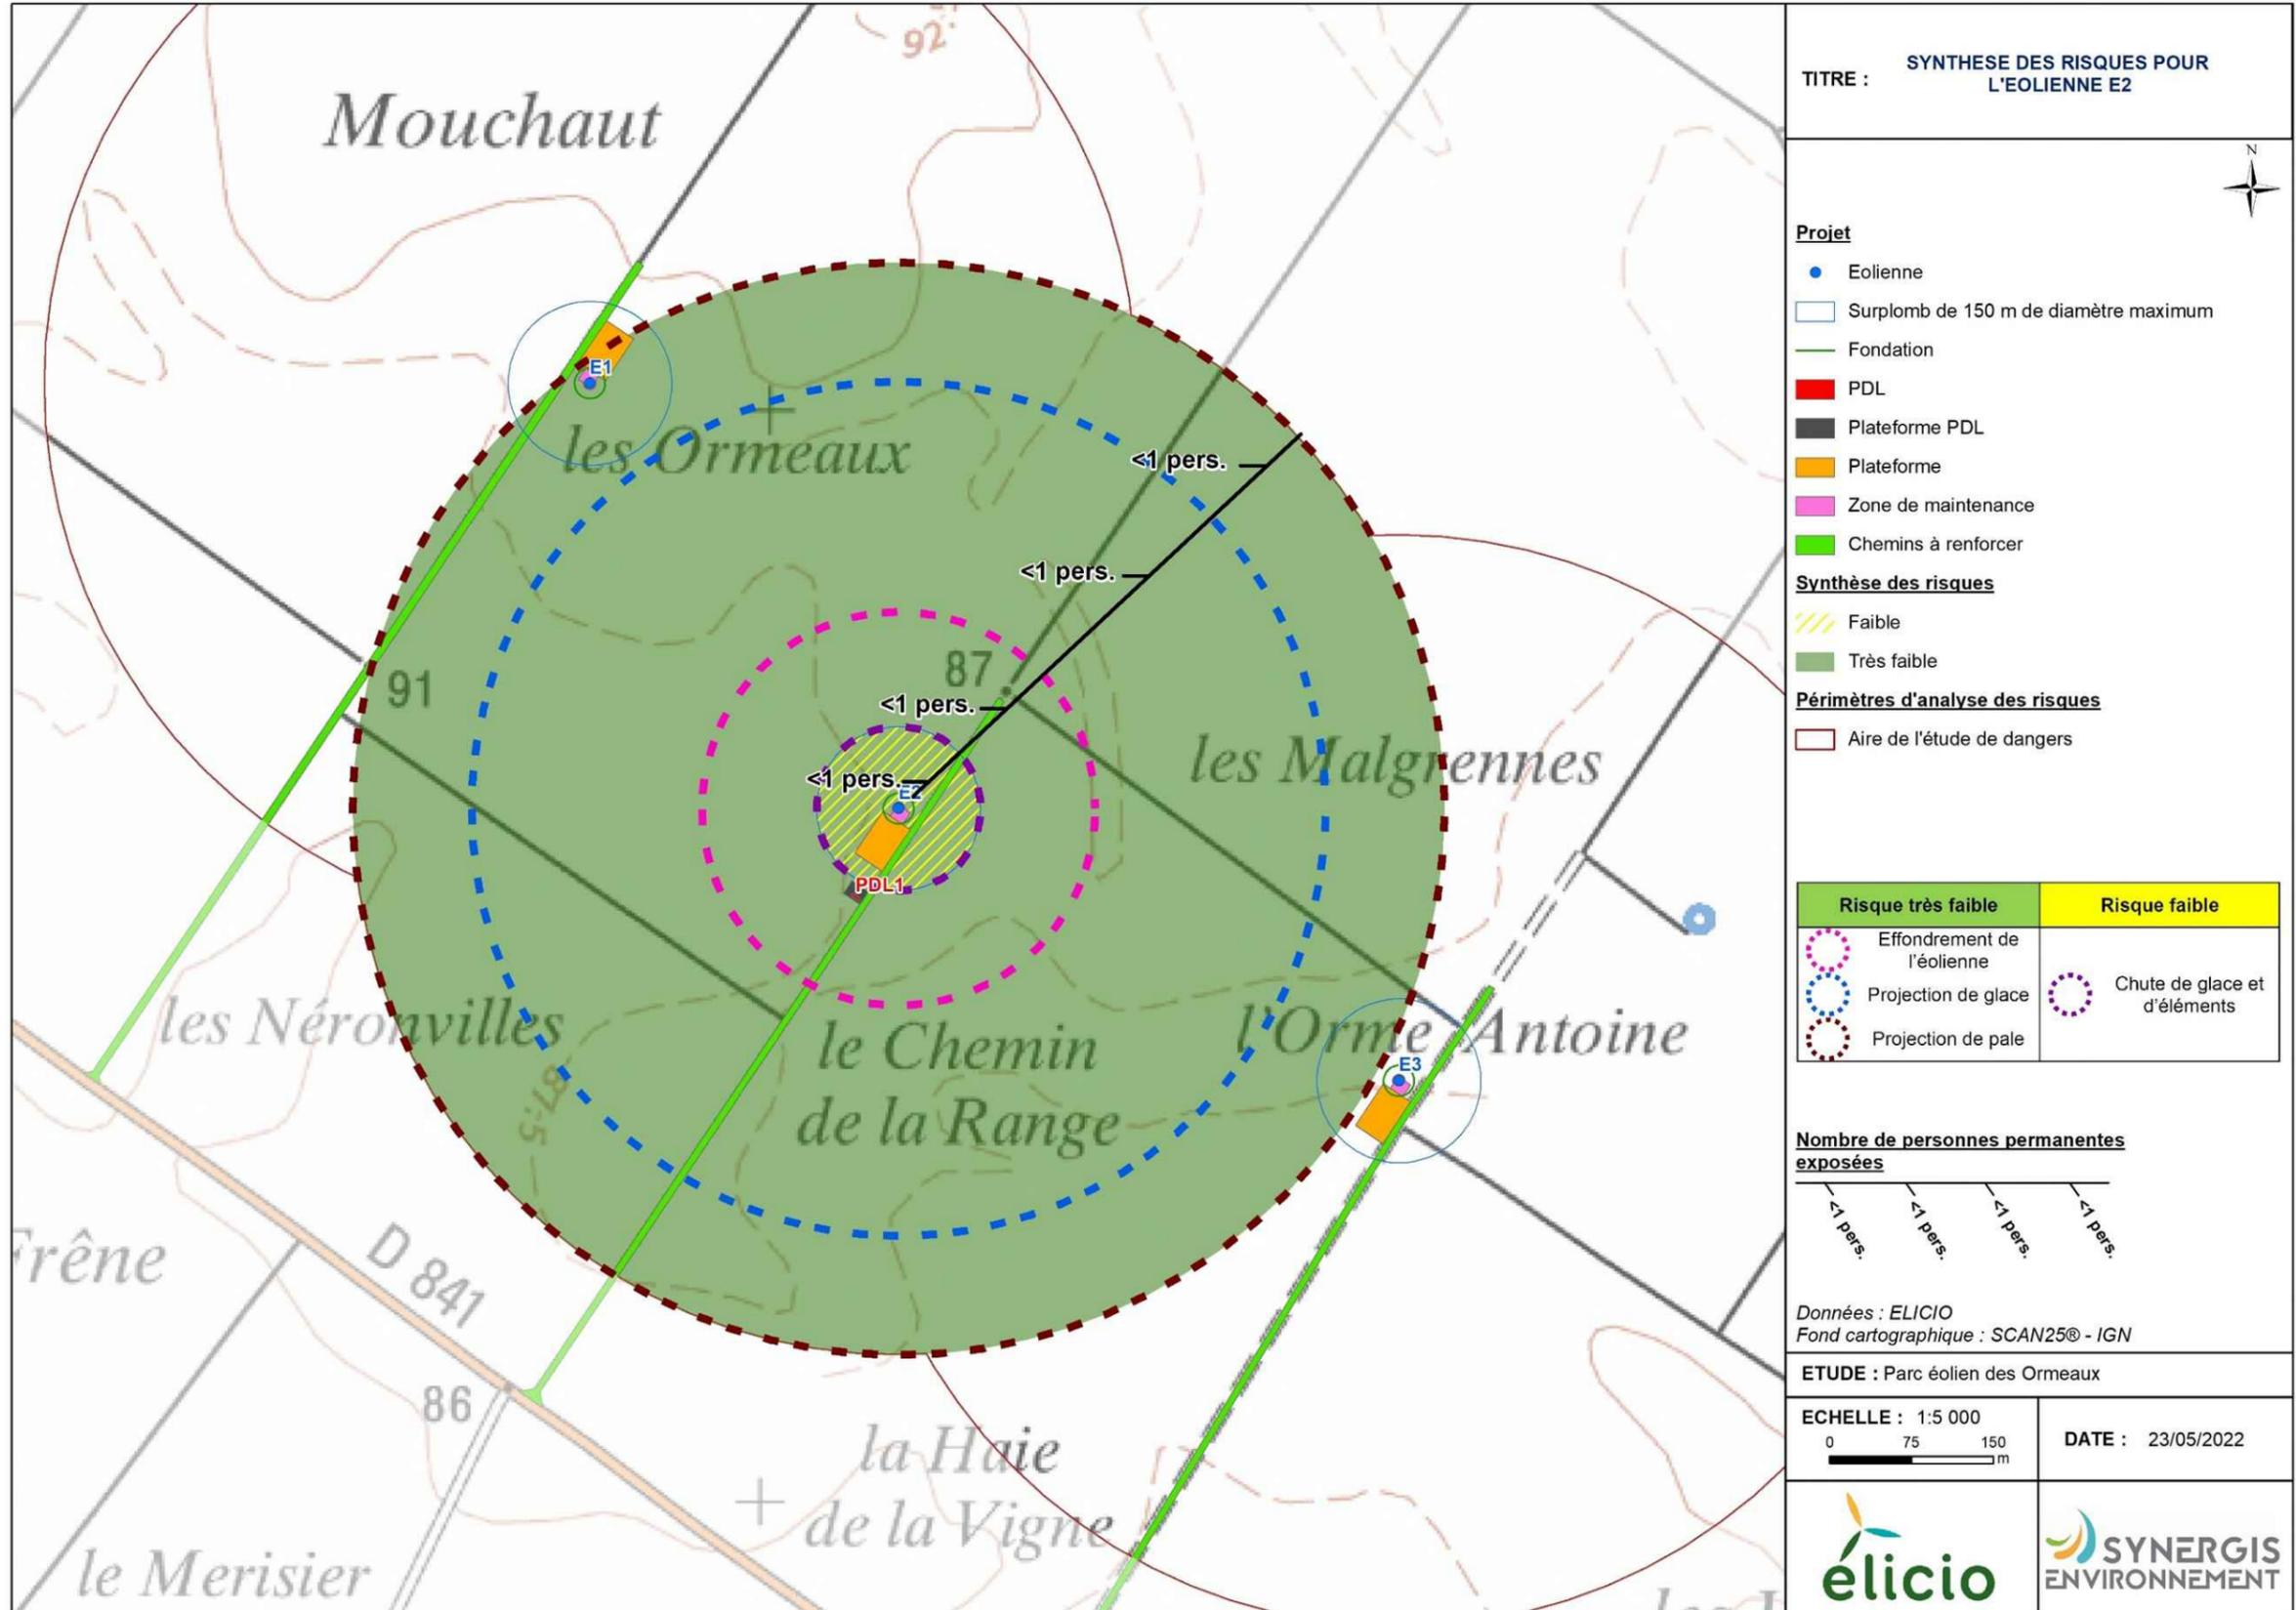 92
Mouchaut
E1
les Ormeaux
<1 pers.
<1 pers.
87
91
<1 pers.
les Malgrennes
<1 pers.
E2
PDL1
les Néronvilles
le Chemin
de la Range
l'Orme Antoine
E3
87.5
Frêne
D 841
86
la Haie
de la Vigne
le Merisier
TITRE :
SYNTHESE DES RISQUES POUR
L'EOLIENNE E2
N
Projet
Eolienne
Surplomb de 150 m de diamètre maximum
Fondation
PDL
Plateforme PDL
Plateforme
Zone de maintenance
Chemins à renforcer
Synthèse des risques
Faible
Très faible
Périmètres d'analyse des risques
Aire de l'étude de dangers
Risque très faible
Risque faible
Effondrement de
l'éolienne
Projection de glace
Projection de pale
Chute de glace et
d'éléments
Nombre de personnes permanentes
exposées
<1 pers.
<1 pers.
<1 pers.
<1 pers.
Données : ELICIO
Fond cartographique : SCAN25® - IGN
ETUDE : Parc éolien des Ormeaux
ECHELLE : 1:5 000
0 75 150
m
DATE : 23/05/2022
élicio
SYNERGIS
ENVIRONNEMENT